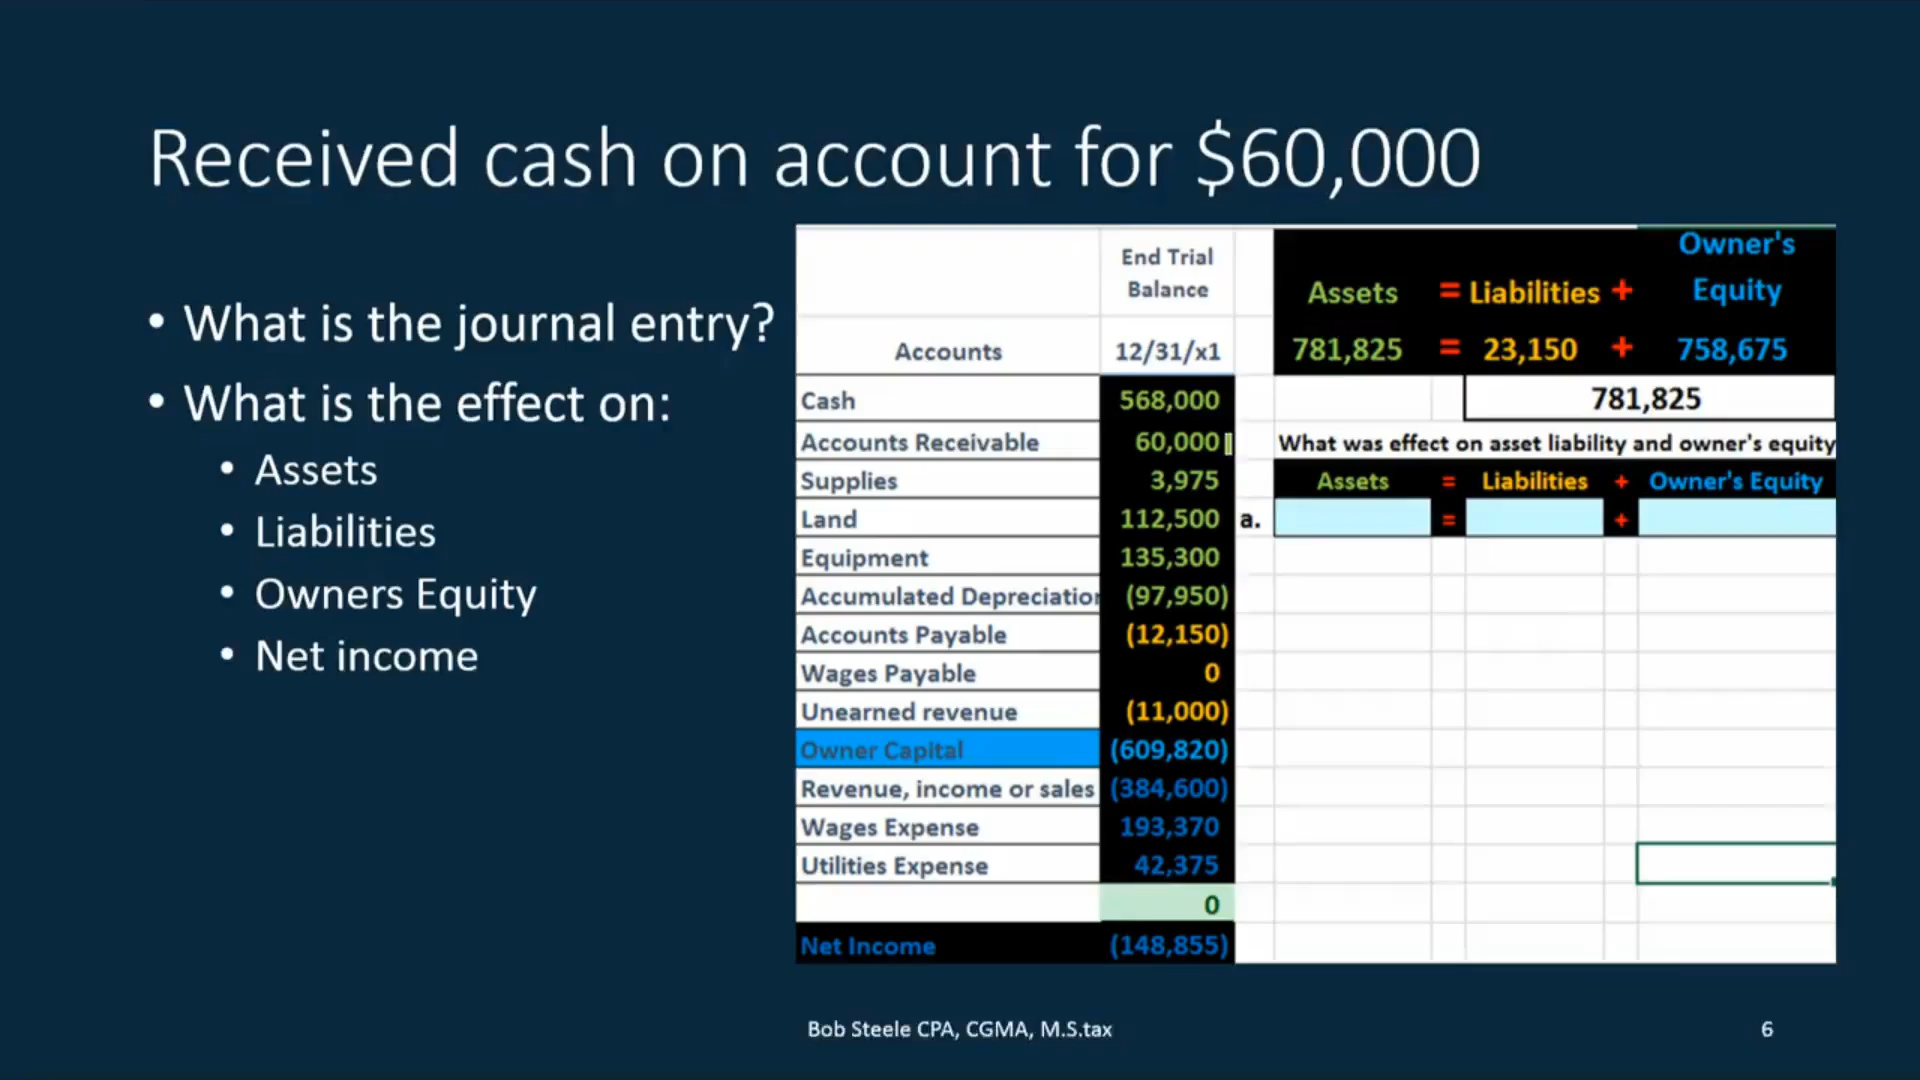 Received cash on account for $60,000
• What is the journal entry?
• What is the effect on:
• Assets
• Liabilities
• Owners Equity
• Net income
End Trial
Balance
Accounts 12/31/x1
Cash 568,000
Accounts Receivable 60,000
Supplies 3,975
Land 112,500
Equipment 135,300
Accumulated Depreciation (97,950)
Accounts Payable (12,150)
Wages Payable 0
Unearned revenue (11,000)
Owner Capital (609,820)
Revenue, income or sales (384,600)
Wages Expense 193,370
Utilities Expense 42,375
0
Net Income (148,855)
Owner's
Assets = Liabilities + Equity
781,825 = 23,150 + 758,675
781,825
What was effect on asset liability and owner's equity
Assets = Liabilities + Owner's Equity
a. = +
Bob Steele CPA, CGMA, M.S.tax
6